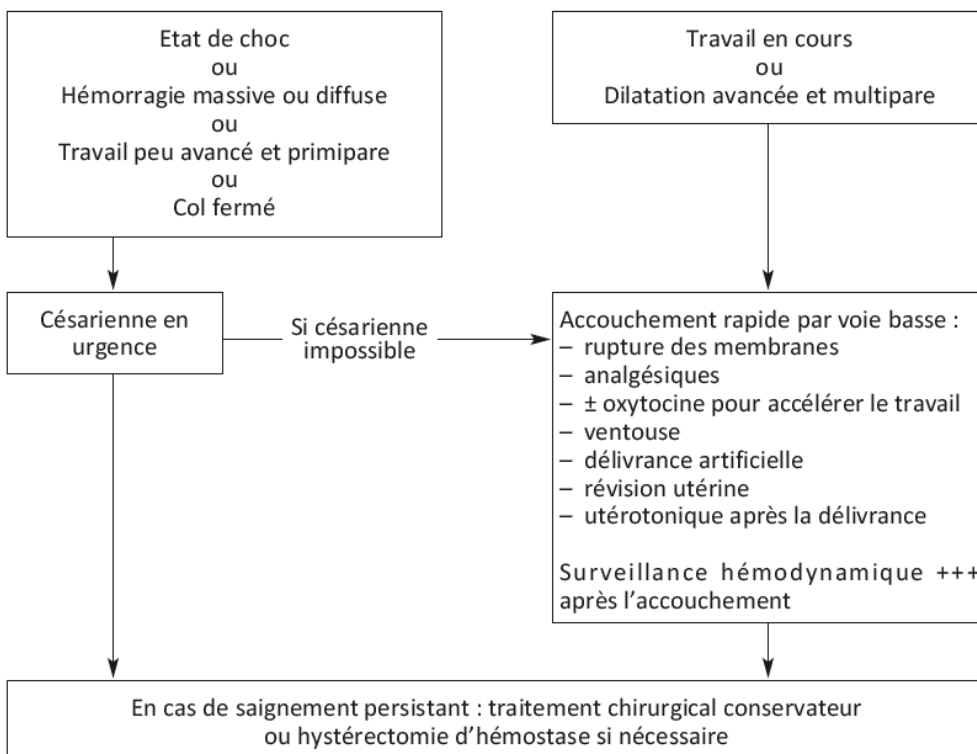 Etat de choc
ou
Hémorragie massive ou diffuse
ou
Travail peu avancé et primipare
ou
Col fermé
Travail en cours
ou
Dilatation avancée et multipare
Césarienne en
urgence
Si césarienne
impossible
Accouchement rapide par voie basse :
– rupture des membranes
– analgésiques
– ± oxytocine pour accélérer le travail
– ventouse
– délivrance artificielle
– révision utérine
– utérotonique après la délivrance
Surveillance hémodynamique +++
après l’accouchement
En cas de saignement persistant : traitement chirurgical conservateur
ou hystérectomie d’hémostase si nécessaire